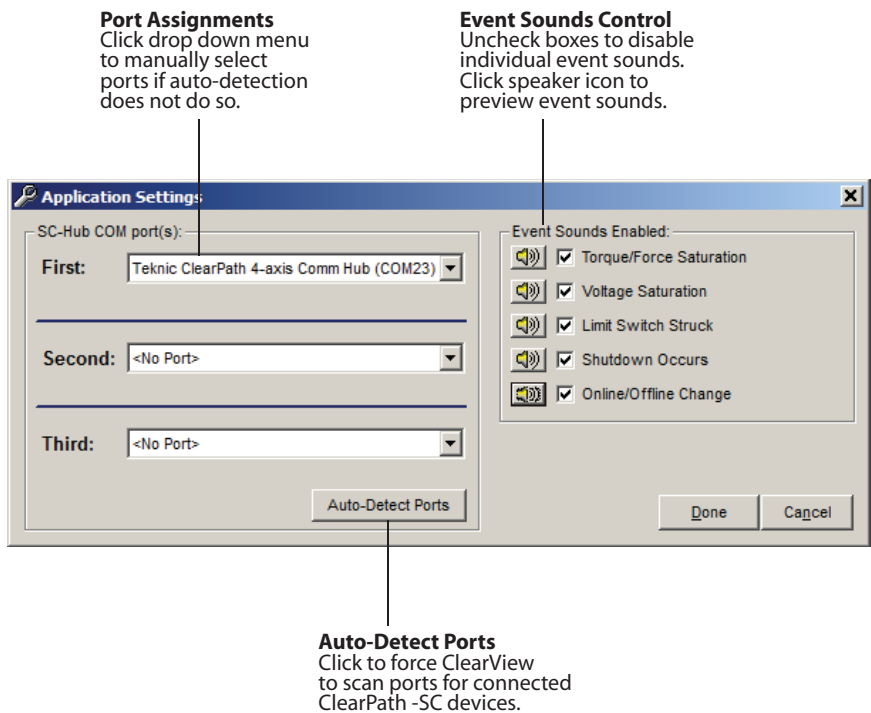 Port Assignments
Click drop down menu
to manually select
ports if auto-detection
does not do so.
Event Sounds Control
Uncheck boxes to disable
individual event sounds.
Click speaker icon to
preview event sounds.
Application Settings
SC-Hub COM port(s):
First:
Teknic ClearPath 4-axis Comm Hub (COM23)
Second:
<No Port>
Third:
<No Port>
Auto-Detect Ports
Event Sounds Enabled:
Torque/Force Saturation
Voltage Saturation
Limit Switch Struck
Shutdown Occurs
Online/Offline Change
Done
Cancel
Auto-Detect Ports
Click to force ClearView
to scan ports for connected
ClearPath -SC devices.